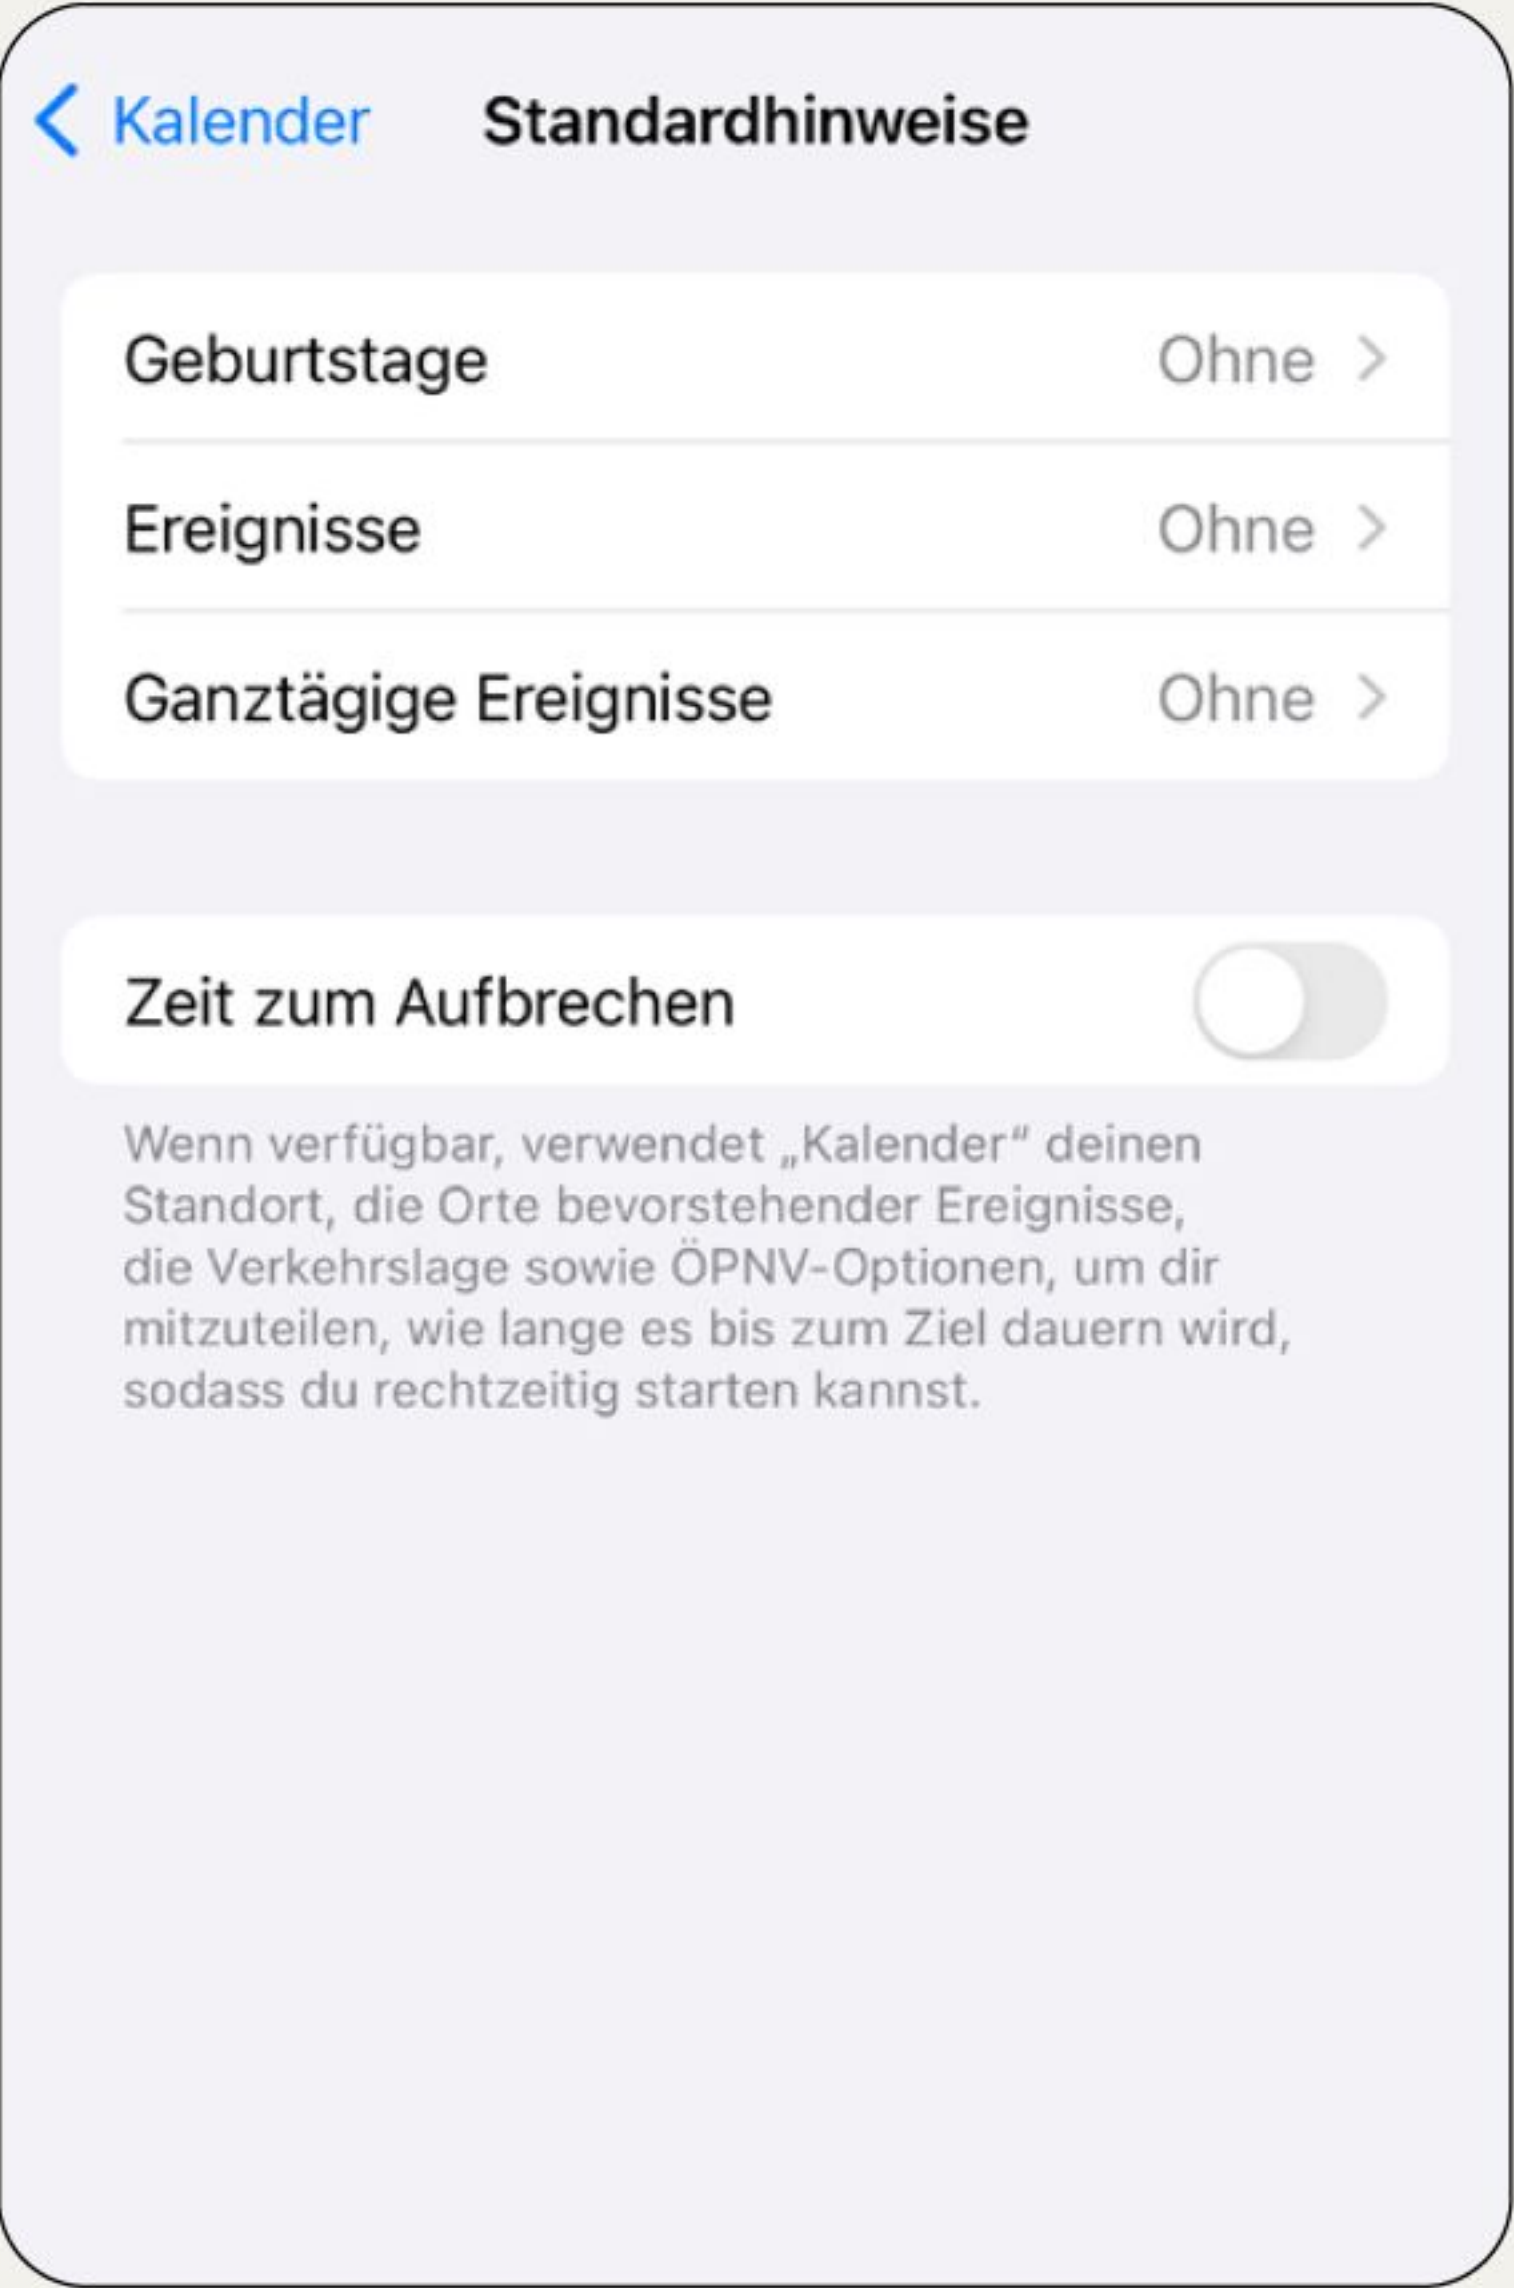 Kalender
Standardhinweise
Geburtstage Ohne
Ereignisse Ohne
Ganztägige Ereignisse Ohne
Zeit zum Aufbrechen
Wenn verfügbar, verwendet „Kalender“ deinen
Standort, die Orte bevorstehender Ereignisse,
die Verkehrslage sowie ÖPNV-Optionen, um dir
mitzuteilen, wie lange es bis zum Ziel dauern wird,
sodass du rechtzeitig starten kannst.